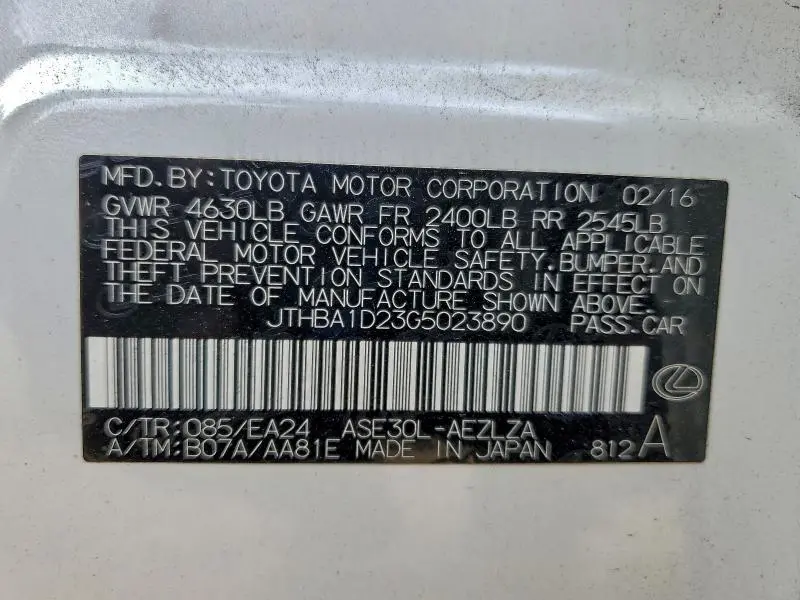 MFD.BY:TOYOTA MOTOR CORPORATION 02/16
GVWR 4630LB GAWR FR 2400LB RR 2545LB
THIS VEHICLE CONFORMS TO ALL APPLICABLE
FEDERAL MOTOR VEHICLE SAFETY,BUMPER,AND
THEFT PREVENTION STANDARDS IN EFFECT ON
THE DATE OF MANUFACTURE SHOWN ABOVE.
JTHBA1D23G5023890 PASS.CAR
C/TR:085/EA24 ASE30L-AEZLZA
A/TM:B07A/AA81E MADE IN JAPAN 812A